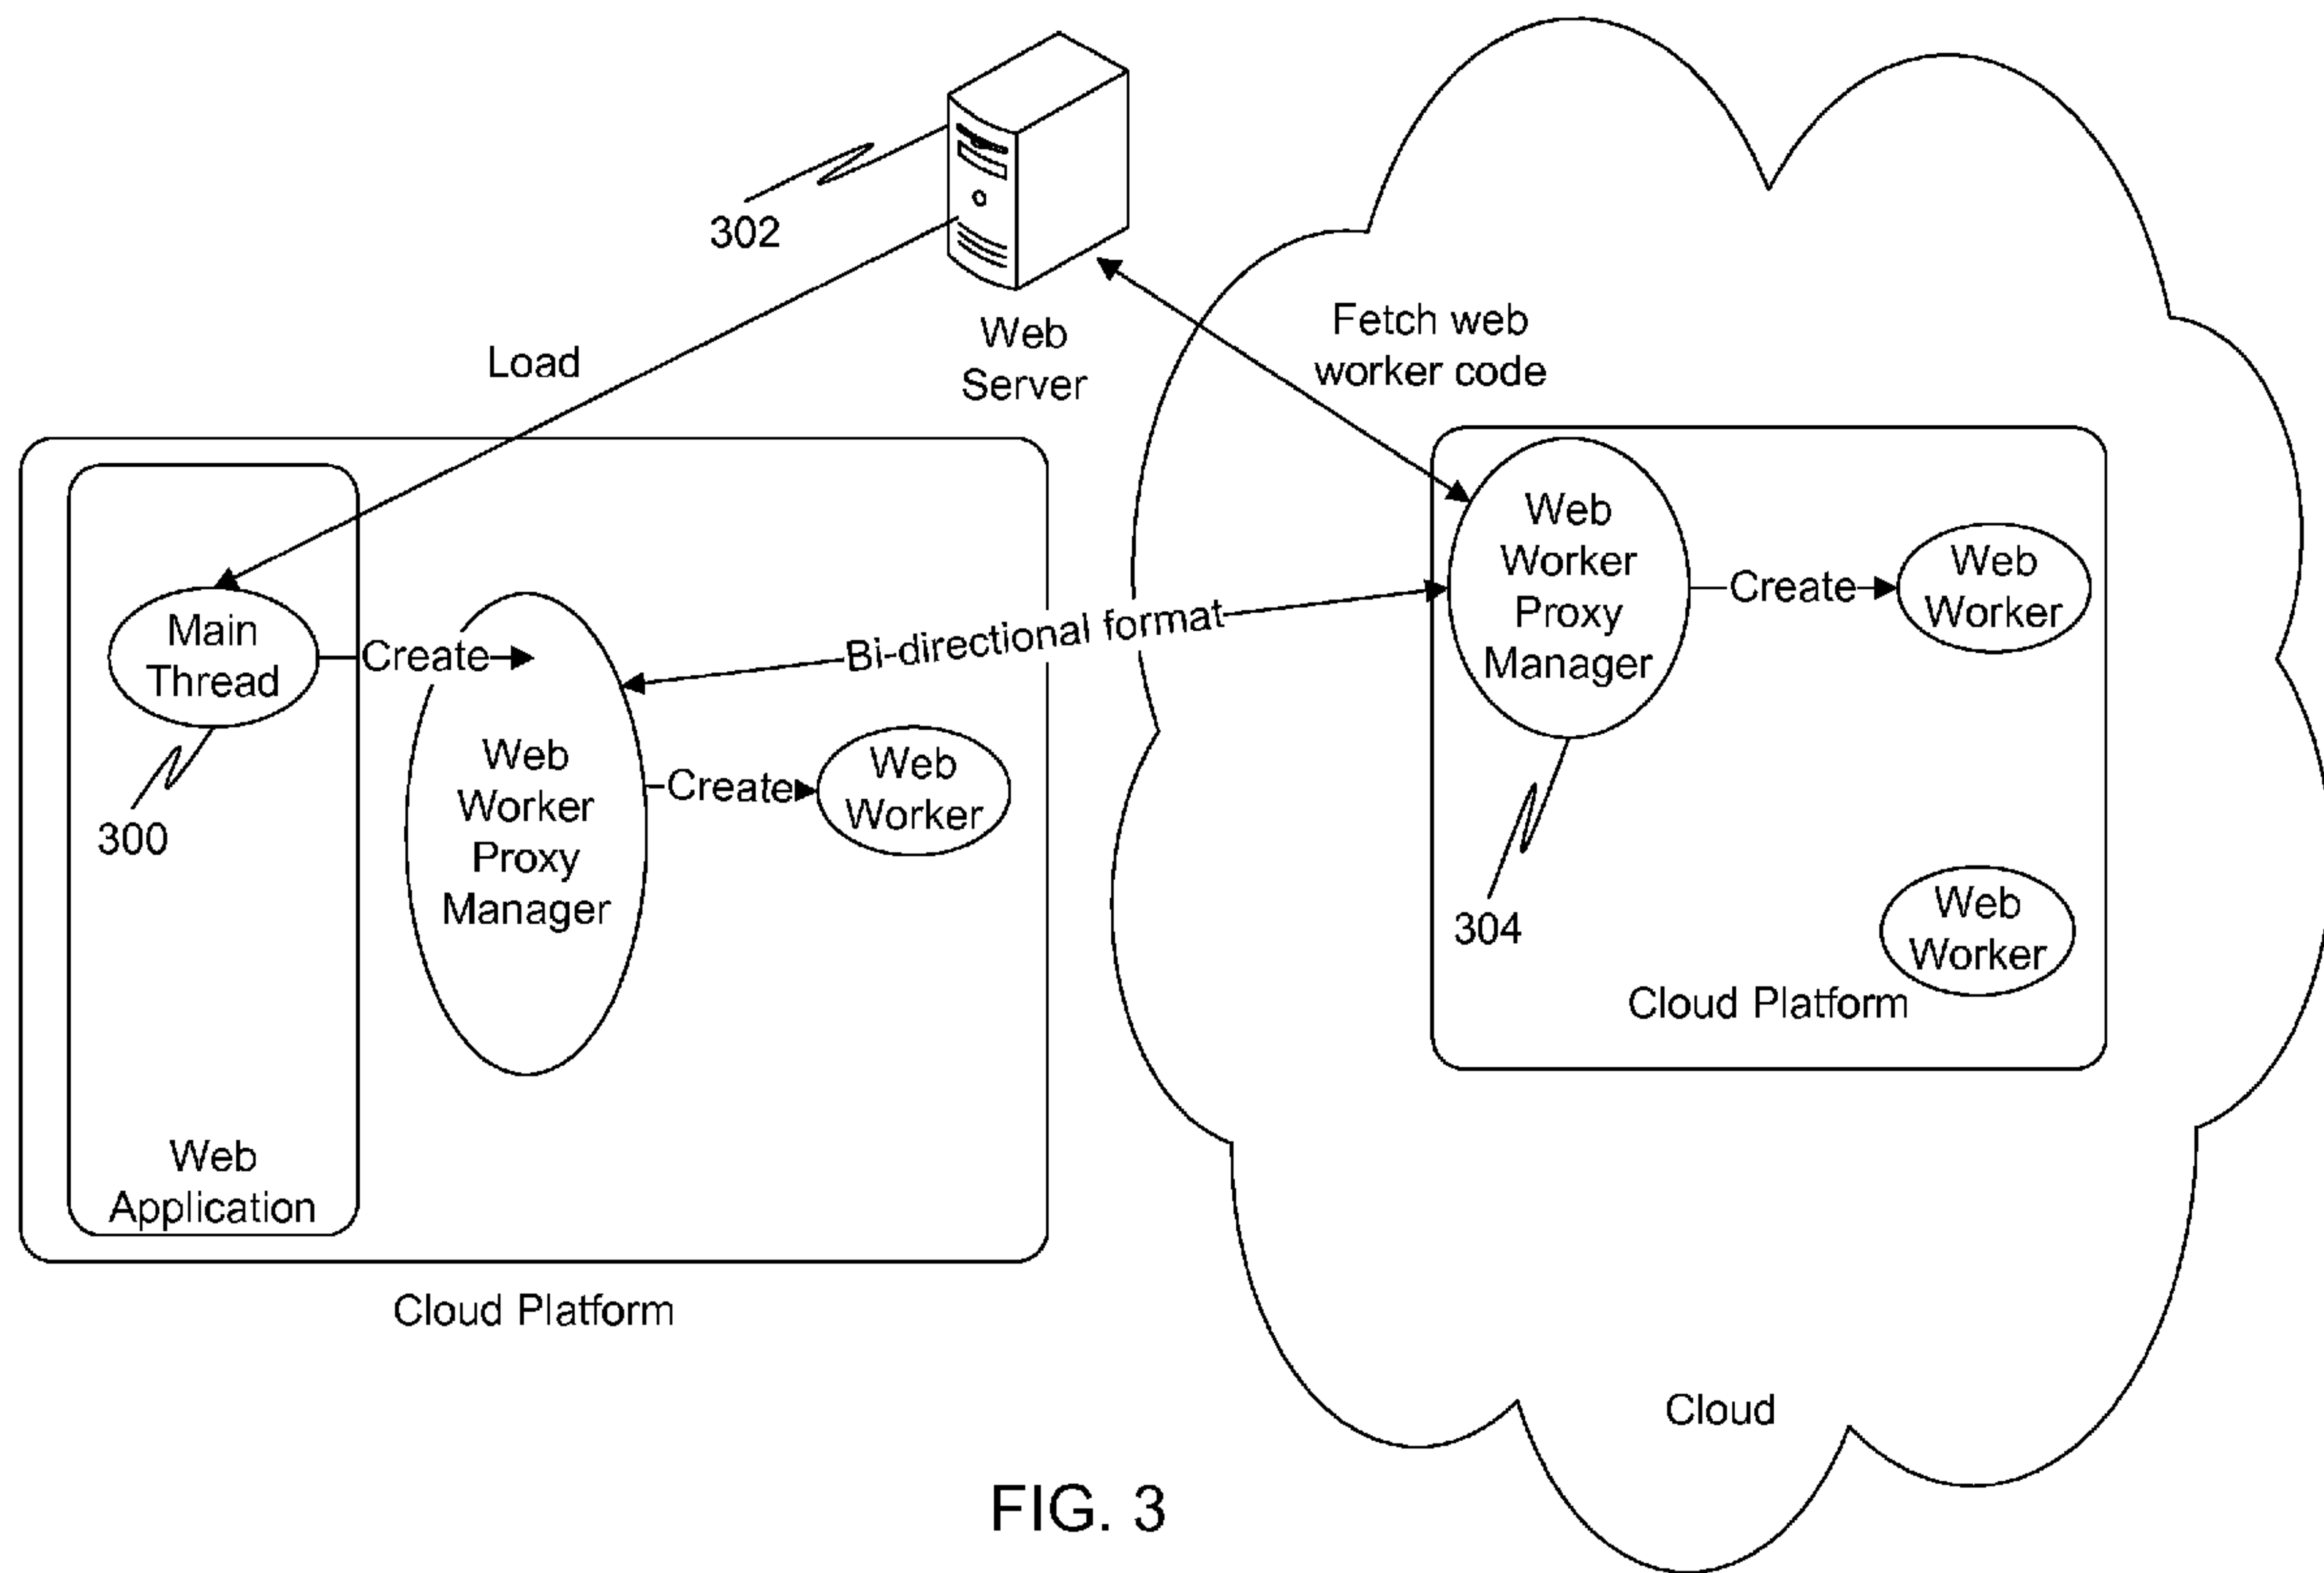 302
Web
Server
Load
Fetch web
worker code
Main
Thread
Create
300
Web
Worker
Proxy
Manager
Create
Web
Worker
Web
Application
Cloud Platform
Bi-directional format
Web
Worker
Proxy
Manager
Create
Web
Worker
304
Web
Worker
Cloud Platform
Cloud
FIG. 3